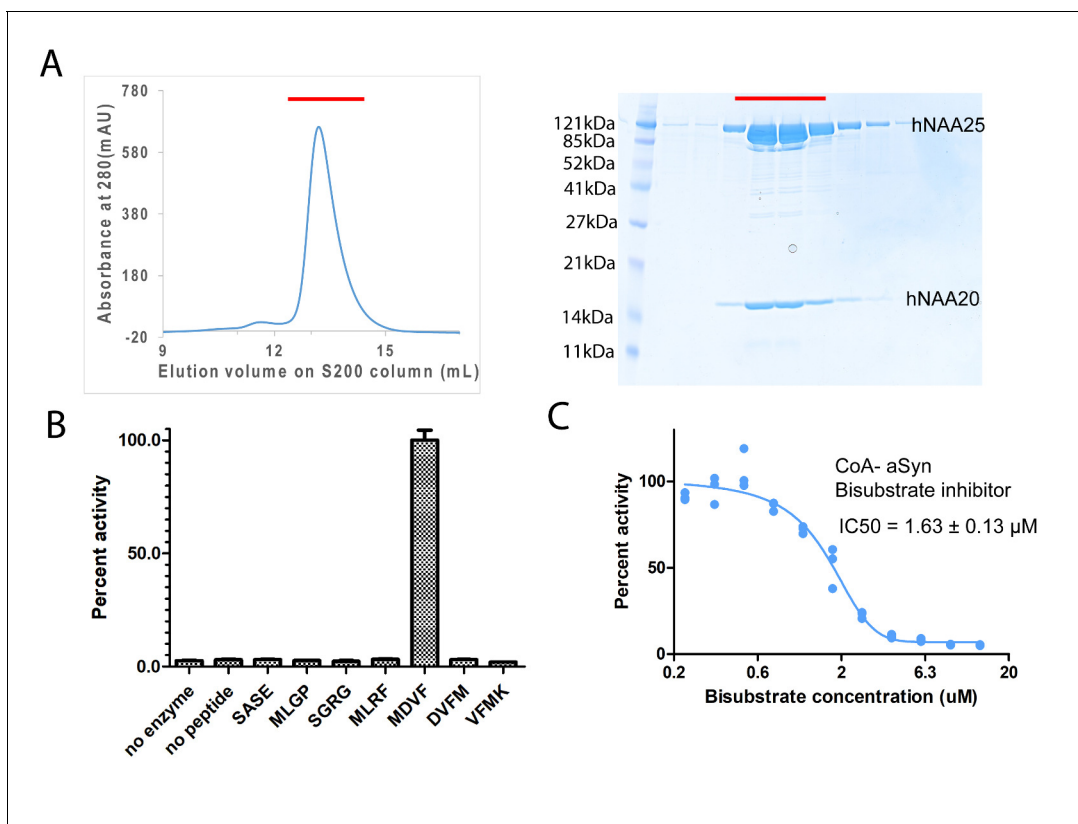 A
Absorbance at 280(mAU)
780
580
380
180
-20
9
12
15
Elution volume on S200 column (mL)
121kDa
85kDa
52kDa
41kDa
27kDa
21kDa
14kDa
11kDa
hNAA25
hNAA20
B
Percent activity
100.0
50.0
0.0
no enzyme
no peptide
SASE
MLGP
SGRG
MLRF
MDVF
DVFM
VFMK
C
Percent activity
100
50
0
0.2
0.6
2
6.3
20
Bisubstrate concentration (uM)
CoA- aSyn
Bisubstrate inhibitor
IC50 = 1.63 ± 0.13 µM